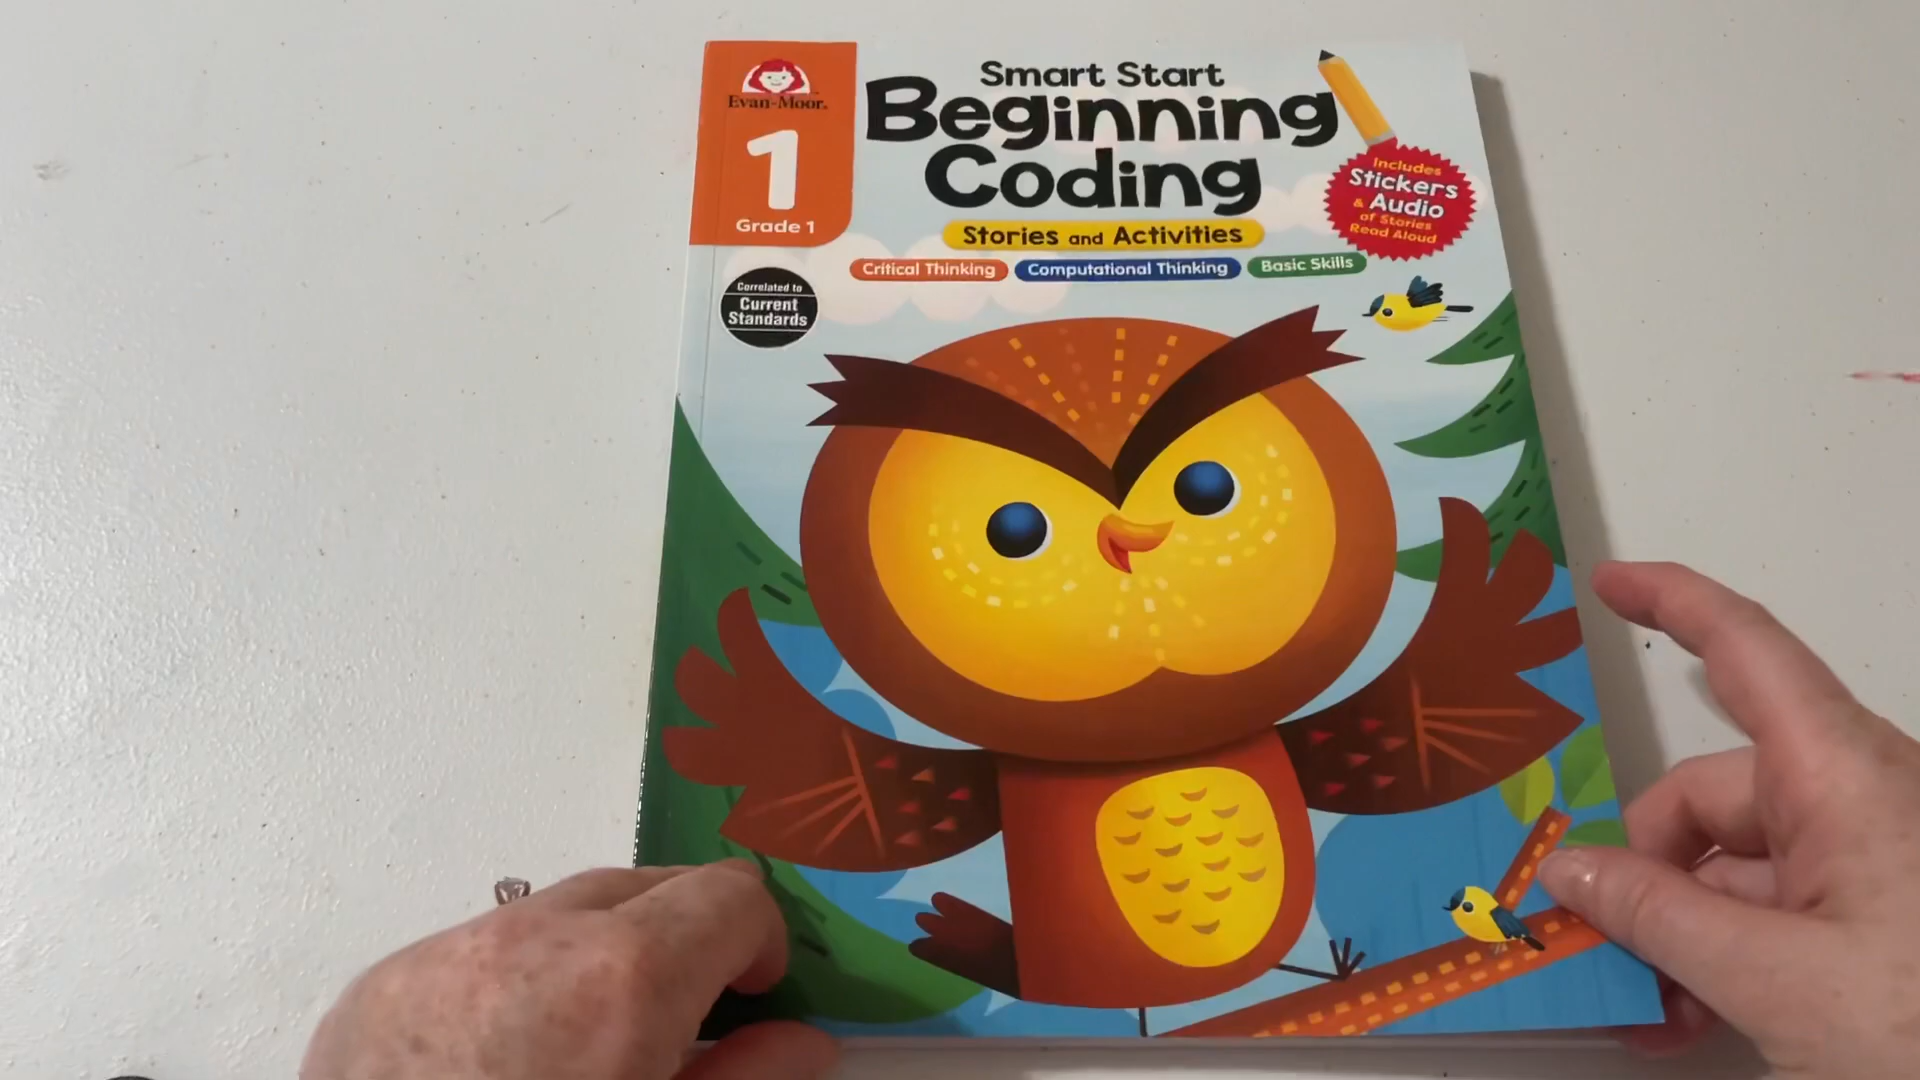 Evan-Moor®
1
Grade 1
Smart Start
Beginning
Coding
Stories and Activities
Critical Thinking
Computational Thinking
Basic Skills
Includes
Stickers
& Audio
of Stories
Read Aloud
Correlated to
Current
Standards